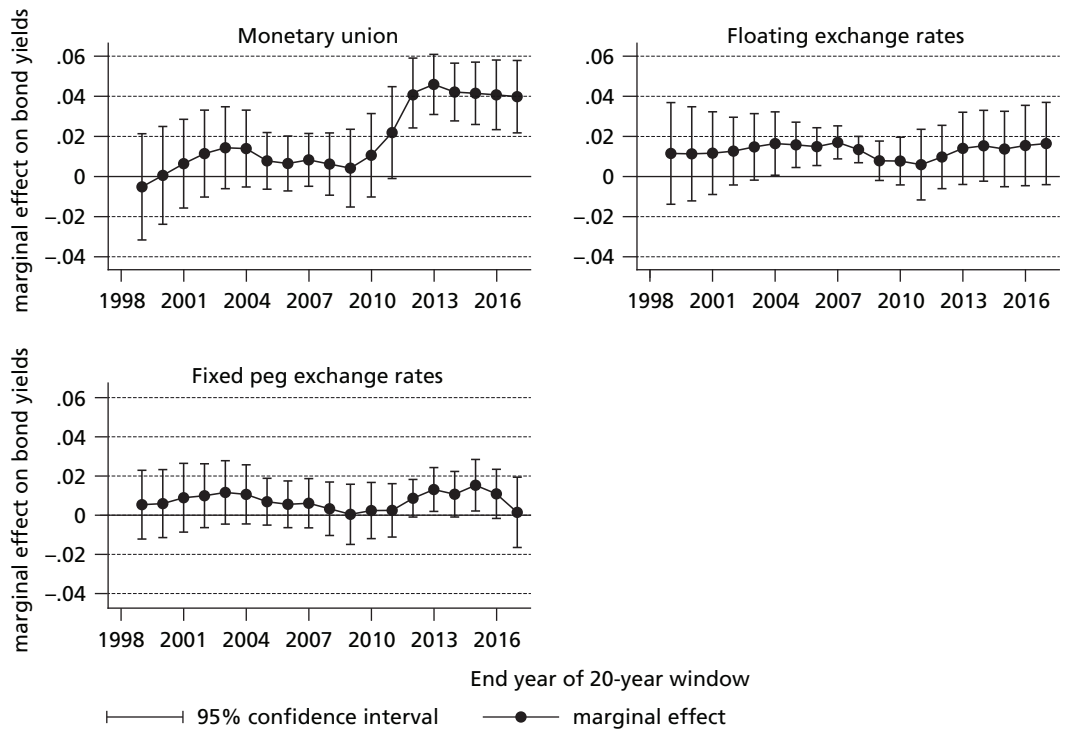 Monetary union
marginal effect on bond yields
.06
.04
.02
0
–.02
–.04
1998 2001 2004 2007 2010 2013 2016
Floating exchange rates
.06
.04
.02
0
–.02
–.04
1998 2001 2004 2007 2010 2013 2016
Fixed peg exchange rates
marginal effect on bond yields
.06
.04
.02
0
–.02
–.04
1998 2001 2004 2007 2010 2013 2016
End year of 20-year window
95% confidence interval marginal effect